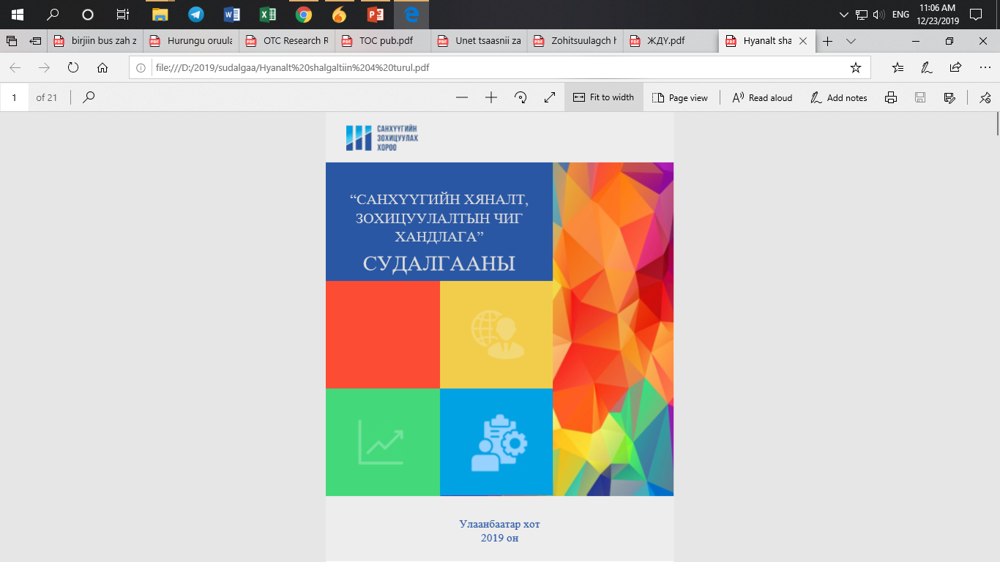 11:06 AM
ENG
12/23/2019
birjiin bus zah z
Hurungu oruula
OTC Research R
TOC pub.pdf
Unet tsaasnii za
Zohitsuulagch h
ЖДҮ.pdf
Hyanalt sha
file:///D:/2019/sudalgaa/Hyanalt%20shalgaltiin%204%20turul.pdf
1 of 21 Fit to width Page view Read aloud Add notes
САНХҮҮГИЙН
ЗОХИЦУУЛАХ
ХОРОО
“САНХҮҮГИЙН ХЯНАЛТ,
ЗОХИЦУУЛАЛТЫН ЧИГ
ХАНДЛАГА”
СУДАЛГААНЫ
Улаанбаатар хот
2019 он